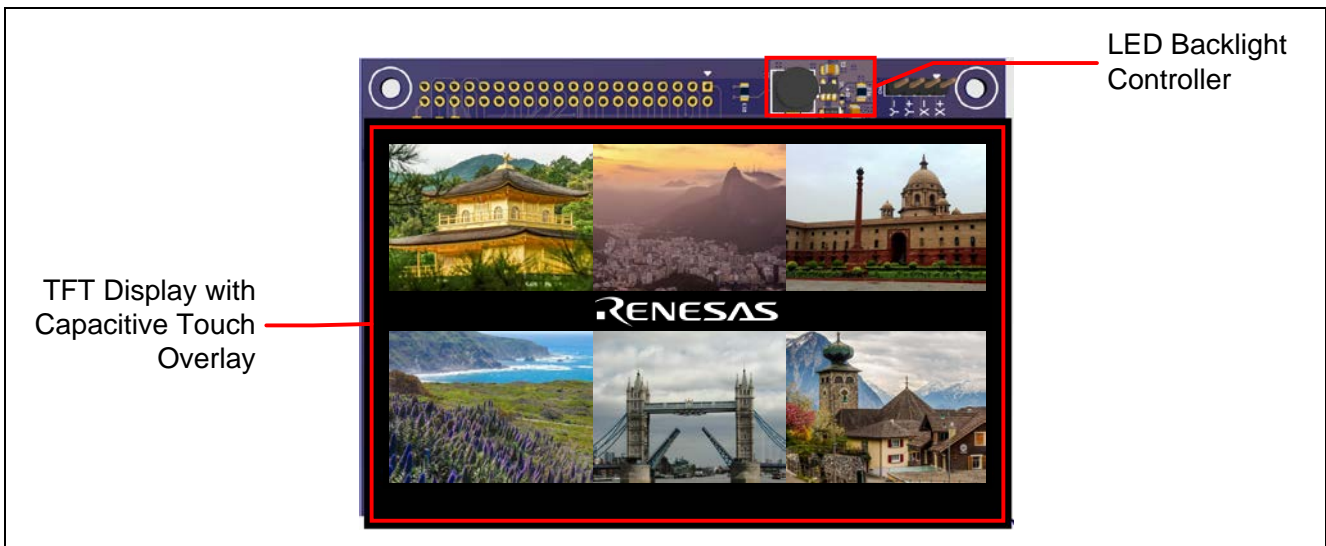 LED Backlight
Controller
Y-
Y+
X-
X+
TFT Display with
Capacitive Touch
Overlay
RENESAS